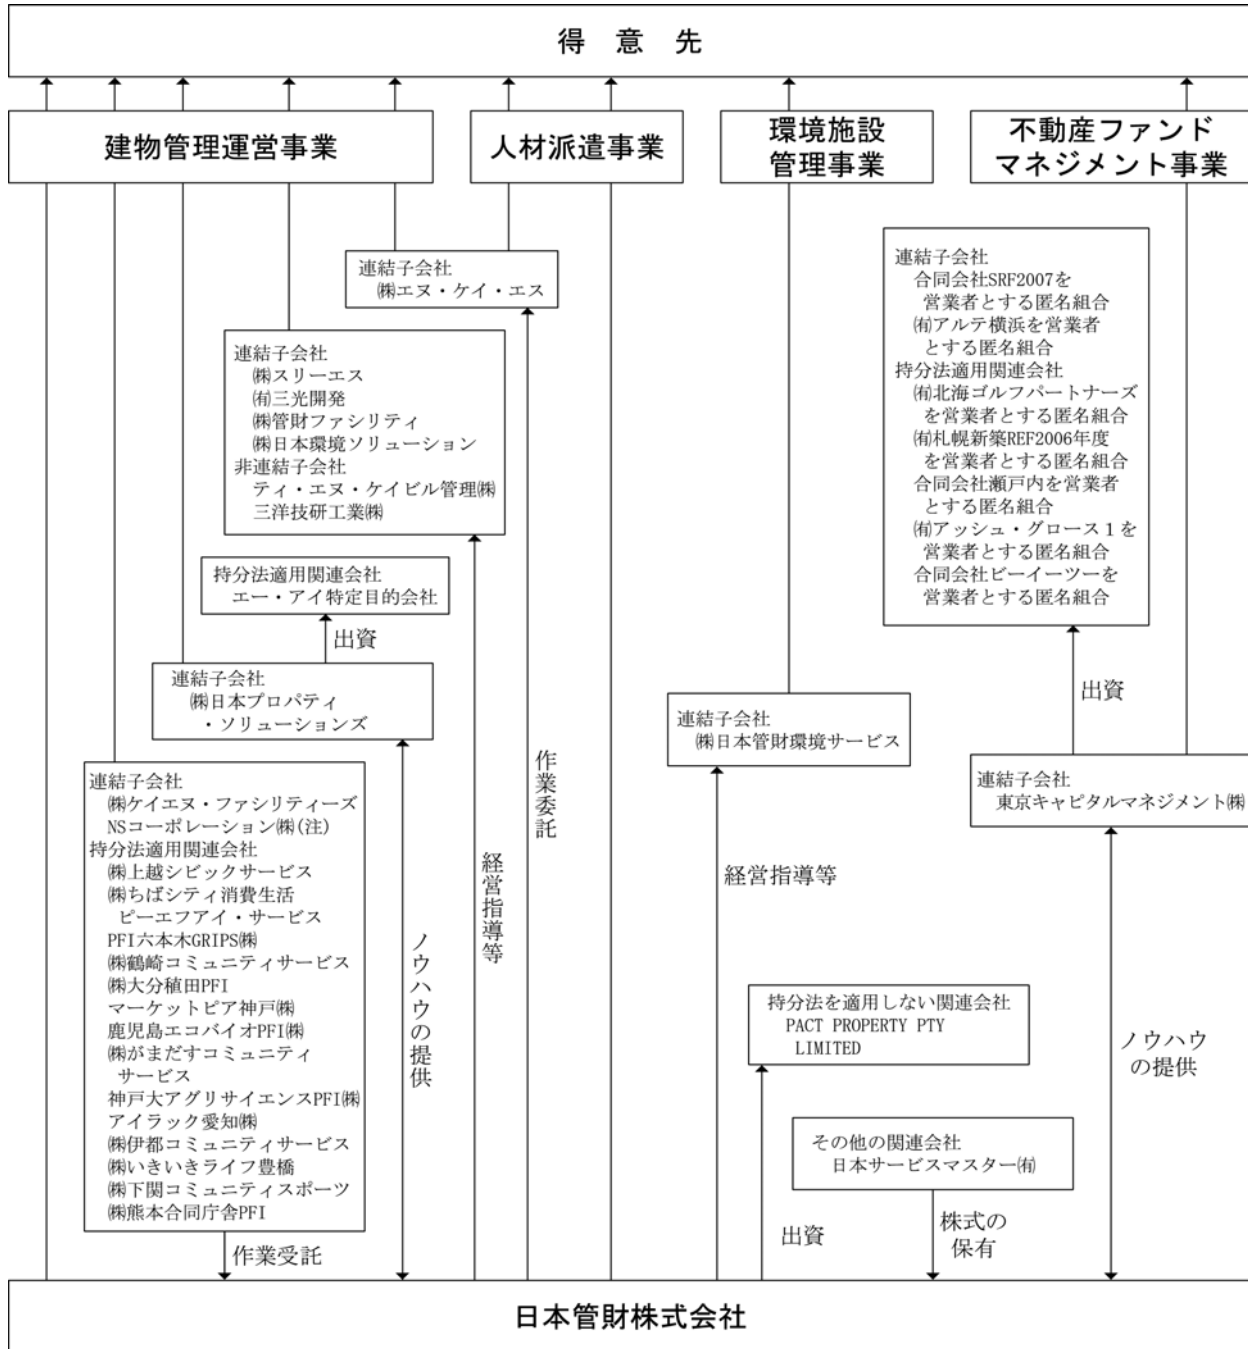 得意先
建物管理運営事業
人材派遣事業
環境施設
管理事業
不動産ファンド
マネジメント事業
連結子会社
㈱エヌ・ケイ・エス
連結子会社
㈱スリーエス
㈲三光開発
㈱管財ファシリティ
㈱日本環境ソリューション
非連結子会社
ティ・エヌ・ケイビル管理㈱
三洋技研工業㈱
持分法適用関連会社
エー・アイ特定目的会社
出資
連結子会社
㈱日本プロパティ
・ソリューションズ
連結子会社
㈱ケイエヌ・ファシリティーズ
NSコーポレーション㈱(注)
持分法適用関連会社
㈱上越シビックサービス
㈱ちばシティ消費生活
ピーエフアイ・サービス
PFI六本木GRIPS㈱
㈱鶴崎コミュニティサービス
㈱大分稙田PFI
マーケットピア神戸㈱
鹿児島エコバイオPFI㈱
㈱がまだすコミュニティ
サービス
神戸大アグリサイエンスPFI㈱
アイラック愛知㈱
㈱伊都コミュニティサービス
㈱いきいきライフ豊橋
㈱下関コミュニティスポーツ
㈱熊本合同庁舎PFI
作業受託
ノウハウの提供
経営指導等
作業委託
連結子会社
㈱日本管財環境サービス
経営指導等
持分法を適用しない関連会社
PACT PROPERTY PTY
LIMITED
出資
その他の関連会社
日本サービスマスター㈲
株式の
保有
連結子会社
合同会社SRF2007を
営業者とする匿名組合
㈲アルテ横浜を営業者
とする匿名組合
持分法適用関連会社
㈲北海ゴルフパートナーズ
を営業者とする匿名組合
㈲札幌新築REF2006年度
を営業者とする匿名組合
合同会社瀬戸内を営業者
とする匿名組合
㈲アッシュ・グロース１を
営業者とする匿名組合
合同会社ビーイーツーを
営業者とする匿名組合
出資
連結子会社
東京キャピタルマネジメント㈱
ノウハウ
の提供
日本管財株式会社